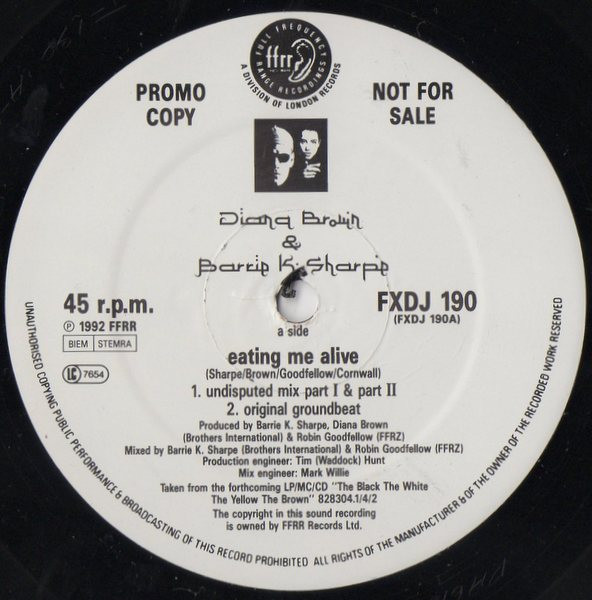 FULL FREQUENCY
ffrr
RANGE RECORDINGS
A DIVISION OF LONDON RECORDS
PROMO
COPY
NOT FOR
SALE
Diana Brown
&
Barrie K. Sharpe
45 r.p.m.
℗ 1992 FFRR
BIEM STEMRA
LC 7654
FXDJ 190
(FXDJ 190A)
a side
eating me alive
(Sharpe/Brown/Goodfellow/Cornwall)
1. undisputed mix part I & part II
2. original groundbeat
Produced by Barrie K. Sharpe, Diana Brown
(Brothers International) & Robin Goodfellow (FFRZ)
Mixed by Barrie K. Sharpe (Brothers International) & Robin Goodfellow (FFRZ)
Production engineer: Tim (Waddock) Hunt
Mix engineer: Mark Willie
Taken from the forthcoming LP/MC/CD "The Black The White
The Yellow The Brown" 828304.1/4/2
The copyright in this sound recording
is owned by FFRR Records Ltd.
UNAUTHORISED COPYING PUBLIC PERFORMANCE & BROADCASTING OF THIS RECORD PROHIBITED ALL RIGHTS OF THE MANUFACTURER & OF THE OWNER OF THE RECORDED WORK RESERVED